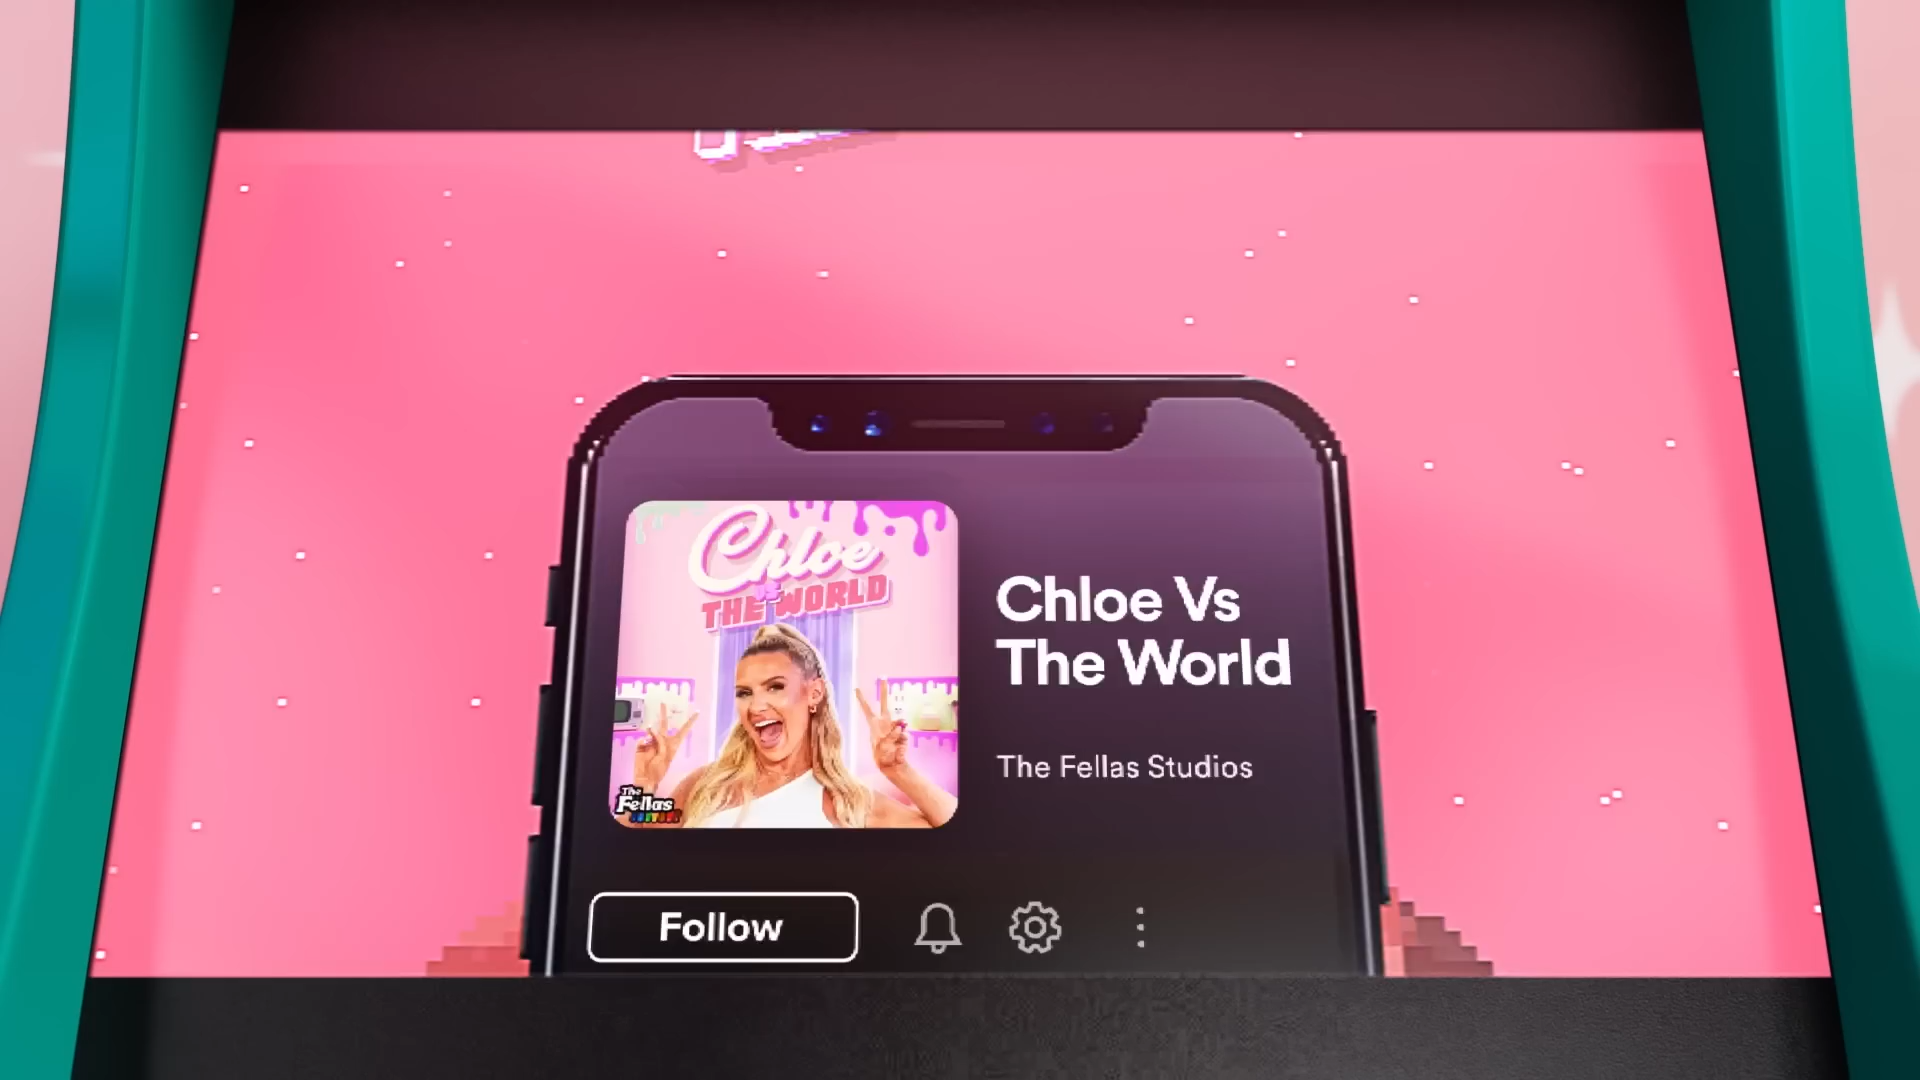 Chloe
vs
THE WORLD
The
Fellas
Chloe Vs
The World
The Fellas Studios
Follow